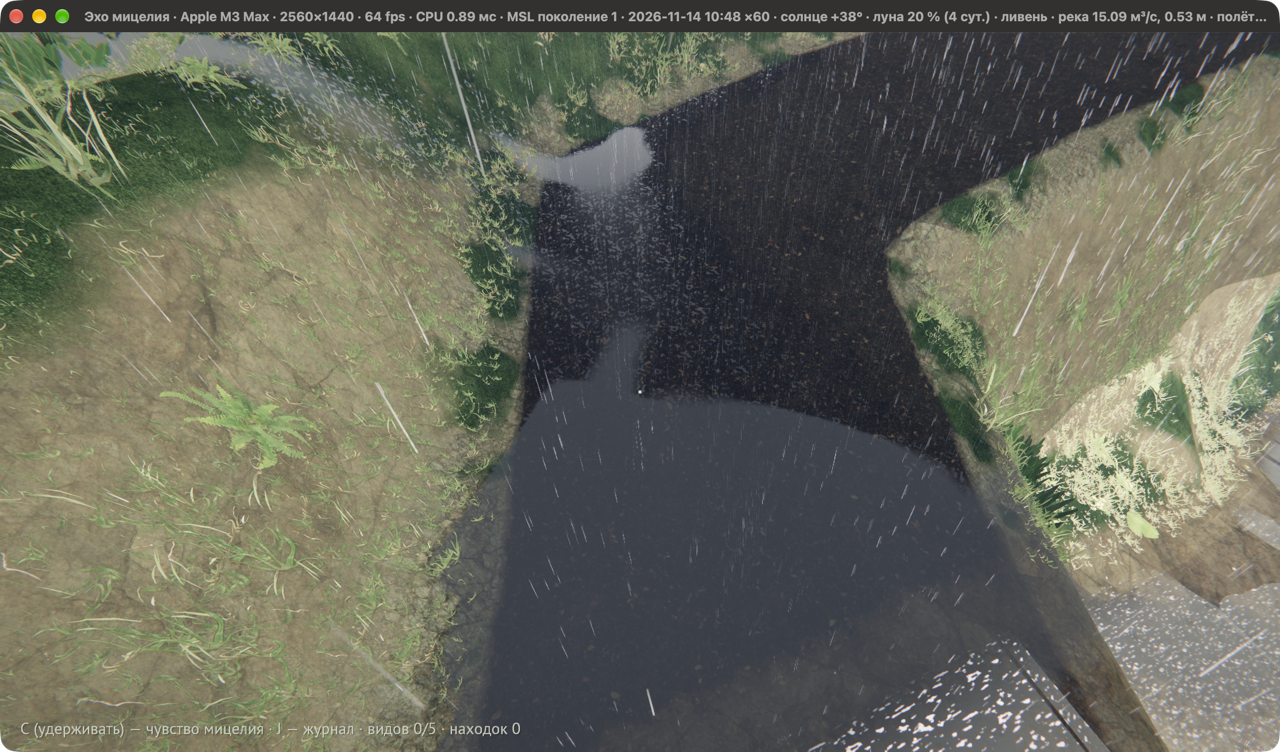 Эхо мицелия · Apple M3 Max · 2560×1440 · 64 fps · CPU 0.89 мс · MSL поколение 1 · 2026-11-14 10:48 ×60 · солнце +38° · луна 20 % (4 сут.) · ливень · река 15.09 м³/с, 0.53 м · полёт…
C (удерживать) — чувство мицелия · J — журнал · видов 0/5 · находок 0